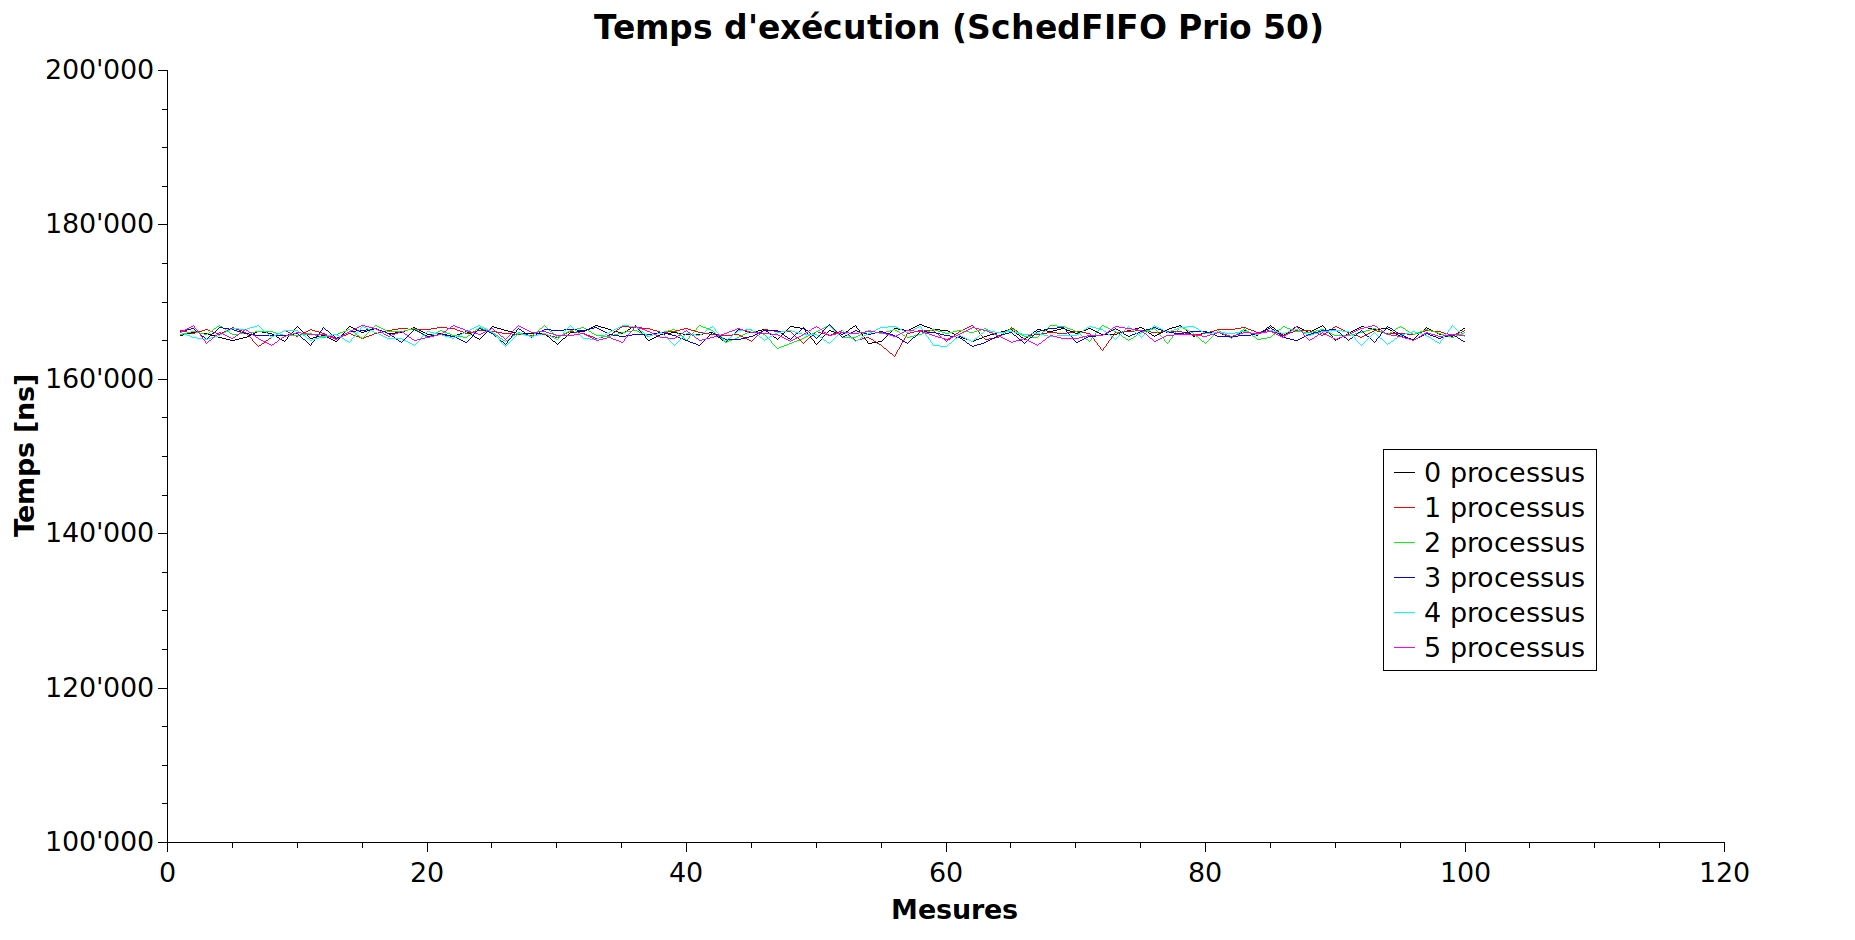 Temps d'exécution (SchedFIFO Prio 50)
200'000
180'000
160'000
140'000
120'000
100'000
Temps [ns]
0 processus
1 processus
2 processus
3 processus
4 processus
5 processus
0 20 40 60 80 100 120
Mesures